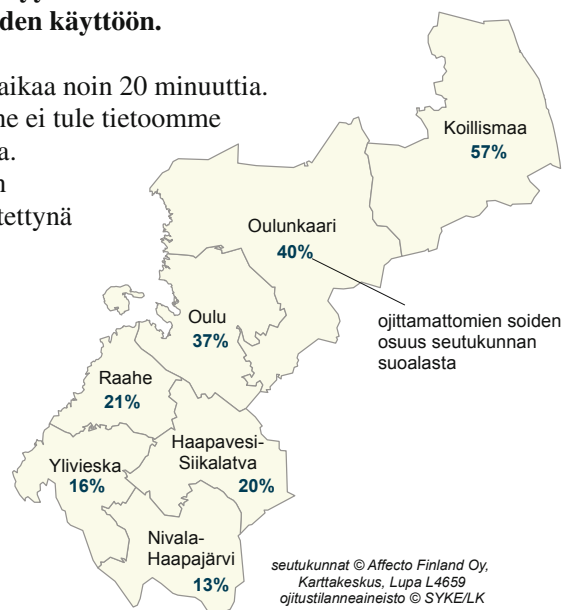 den käyttöön.
aikaa noin 20 minuuttia.
ne ei tule tietoomme
a.
n
tettynä
Koillismaa
57%
Oulunkaari
40%
ojittamattomien soiden
osuus seutukunnan
suoalasta
Oulu
37%
Raahe
21%
Haapavesi-
Siikalatva
20%
Ylivieska
16%
Nivala-
Haapajärvi
13%
seutukunnat © Affecto Finland Oy,
Karttakeskus, Lupa L4659
ojitustilanneaineisto © SYKE/LK